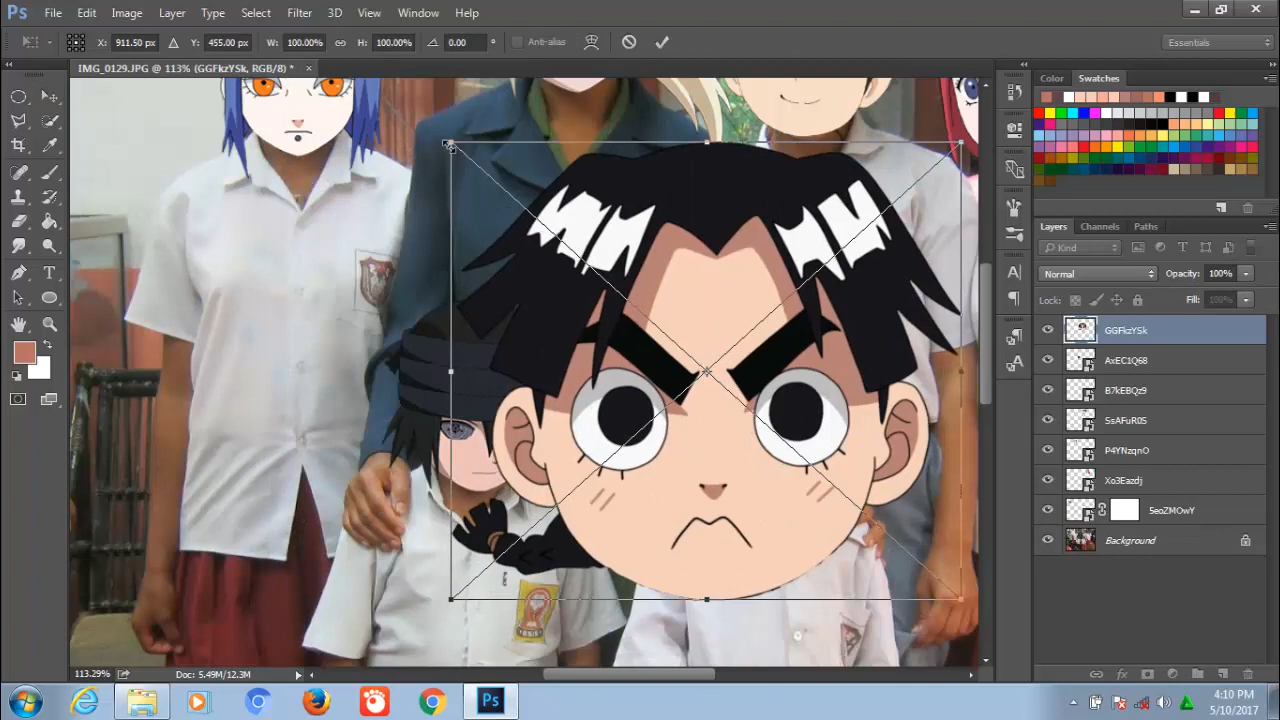 Ps File Edit Image Layer Type Select Filter 3D View Window Help
X: 911.50 px Y: 455.00 px W: 100.00% H: 100.00% 0.00 ° Anti-alias Essentials
IMG_0129.JPG @ 113% (GGFkzYSk, RGB/8) * ×
Color Swatches
Layers Channels Paths
Kind
Normal Opacity: 100%
Lock: Fill: 100%
GGFkzYSk
AxEC1Q68
B7kEBQz9
SsAFuR0S
P4YNzqnO
Xo3Eazdj
5eoZMOwY
Background
113.29% Doc: 5.49M/12.3M
Ps
4:10 PM
5/10/2017